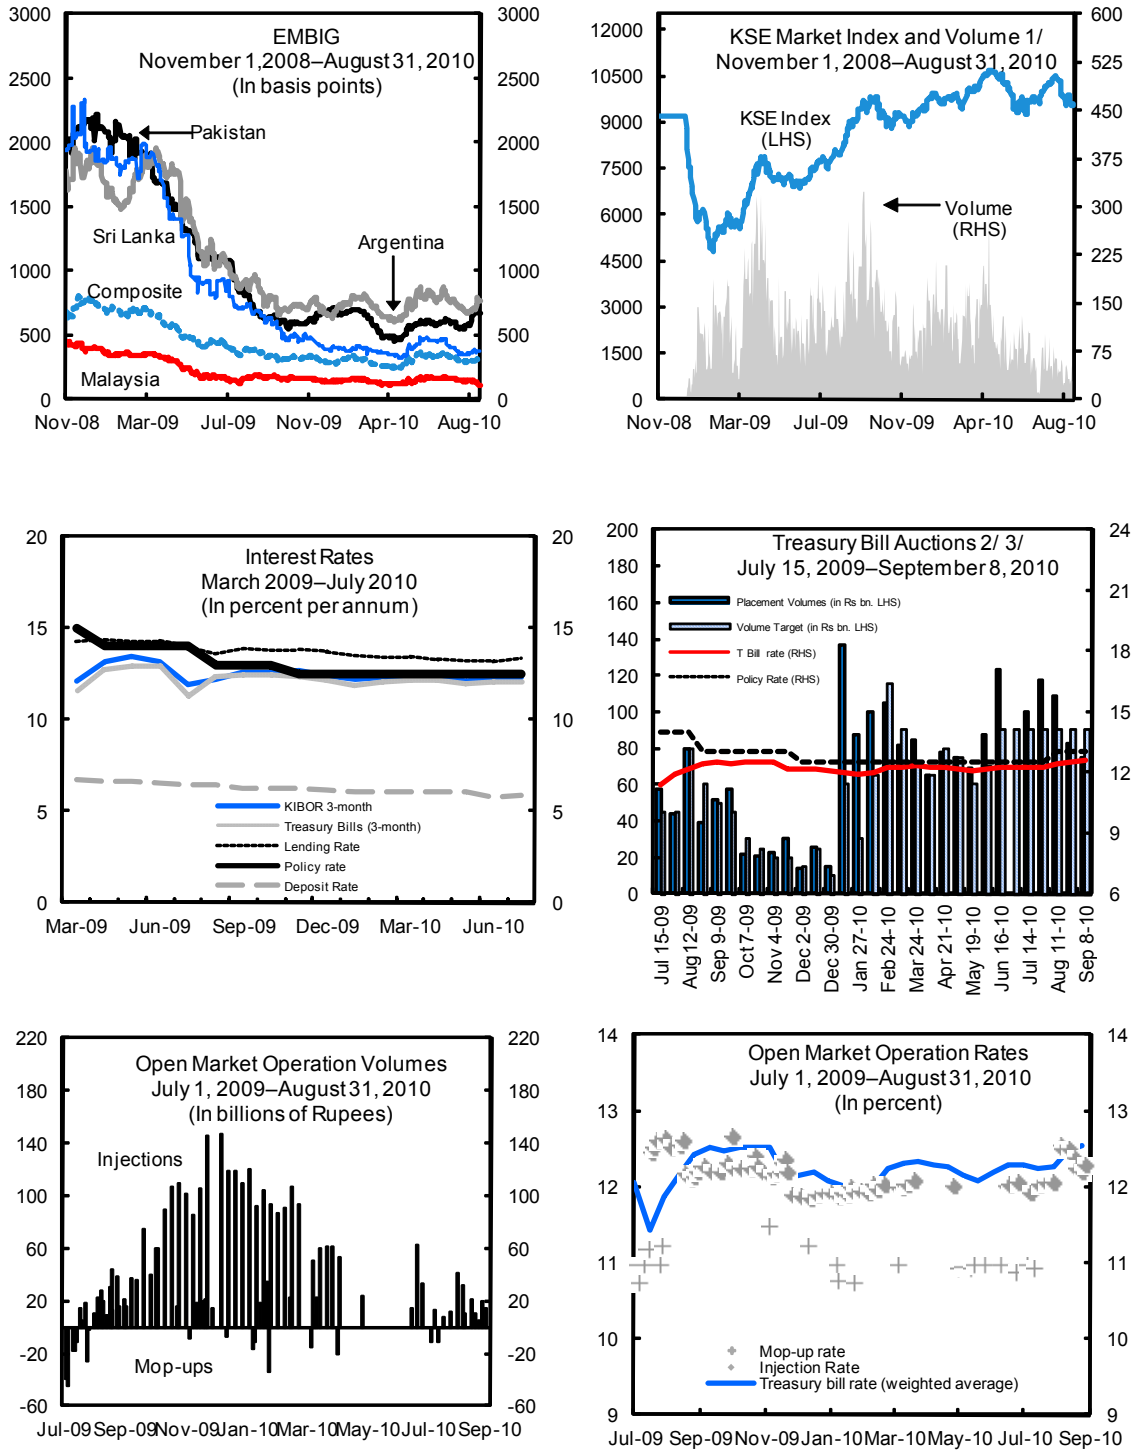 EMBIG
November 1, 2008–August 31, 2010
(In basis points)
3000
2500
2000
1500
1000
500
0
3000
2500
2000
1500
1000
500
0
Pakistan
Sri Lanka
Argentina
Composite
Malaysia
Nov-08 Mar-09 Jul-09 Nov-09 Apr-10 Aug-10
KSE Market Index and Volume 1/
November 1, 2008–August 31, 2010
12000
10500
9000
7500
6000
4500
3000
1500
0
600
525
450
375
300
225
150
75
0
KSE Index
(LHS)
Volume
(RHS)
Nov-08 Mar-09 Jul-09 Nov-09 Apr-10 Aug-10
Interest Rates
March 2009–July 2010
(In percent per annum)
20
15
10
5
0
20
15
10
5
0
KIBOR 3-month
Treasury Bills (3-month)
Lending Rate
Policy rate
Deposit Rate
Mar-09 Jun-09 Sep-09 Dec-09 Mar-10 Jun-10
Treasury Bill Auctions 2/ 3/
July 15, 2009–September 8, 2010
200
180
160
140
120
100
80
60
40
20
0
24
21
18
15
12
9
6
Placement Volumes (in Rs bn. LHS)
Volume Target (in Rs bn. LHS)
T Bill rate (RHS)
Policy Rate (RHS)
Jul 15-09
Aug 12-09
Sep 9-09
Oct 7-09
Nov 4-09
Dec 2-09
Dec 30-09
Jan 27-10
Feb 24-10
Mar 24-10
Apr 21-10
May 19-10
Jun 16-10
Jul 14-10
Aug 11-10
Sep 8-10
Open Market Operation Volumes
July 1, 2009–August 31, 2010
(In billions of Rupees)
220
180
140
100
60
20
-20
-60
220
180
140
100
60
20
-20
-60
Injections
Mop-ups
Jul-09 Sep-09 Nov-09 Jan-10 Mar-10 May-10 Jul-10 Sep-10
Open Market Operation Rates
July 1, 2009–August 31, 2010
(In percent)
14
13
12
11
10
9
14
13
12
11
10
9
Mop-up rate
Injection Rate
Treasury bill rate (weighted average)
Jul-09 Sep-09 Nov-09 Jan-10 Mar-10 May-10 Jul-10 Sep-10